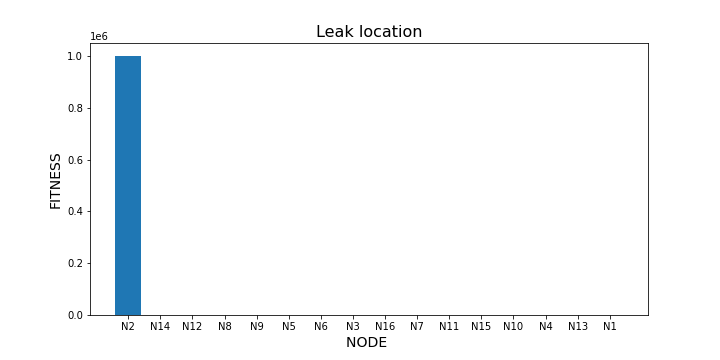 Leak location
1e6
1.0
0.8
0.6
0.4
0.2
0.0
FITNESS
N2 N14 N12 N8 N9 N5 N6 N3 N16 N7 N11 N15 N10 N4 N13 N1
NODE